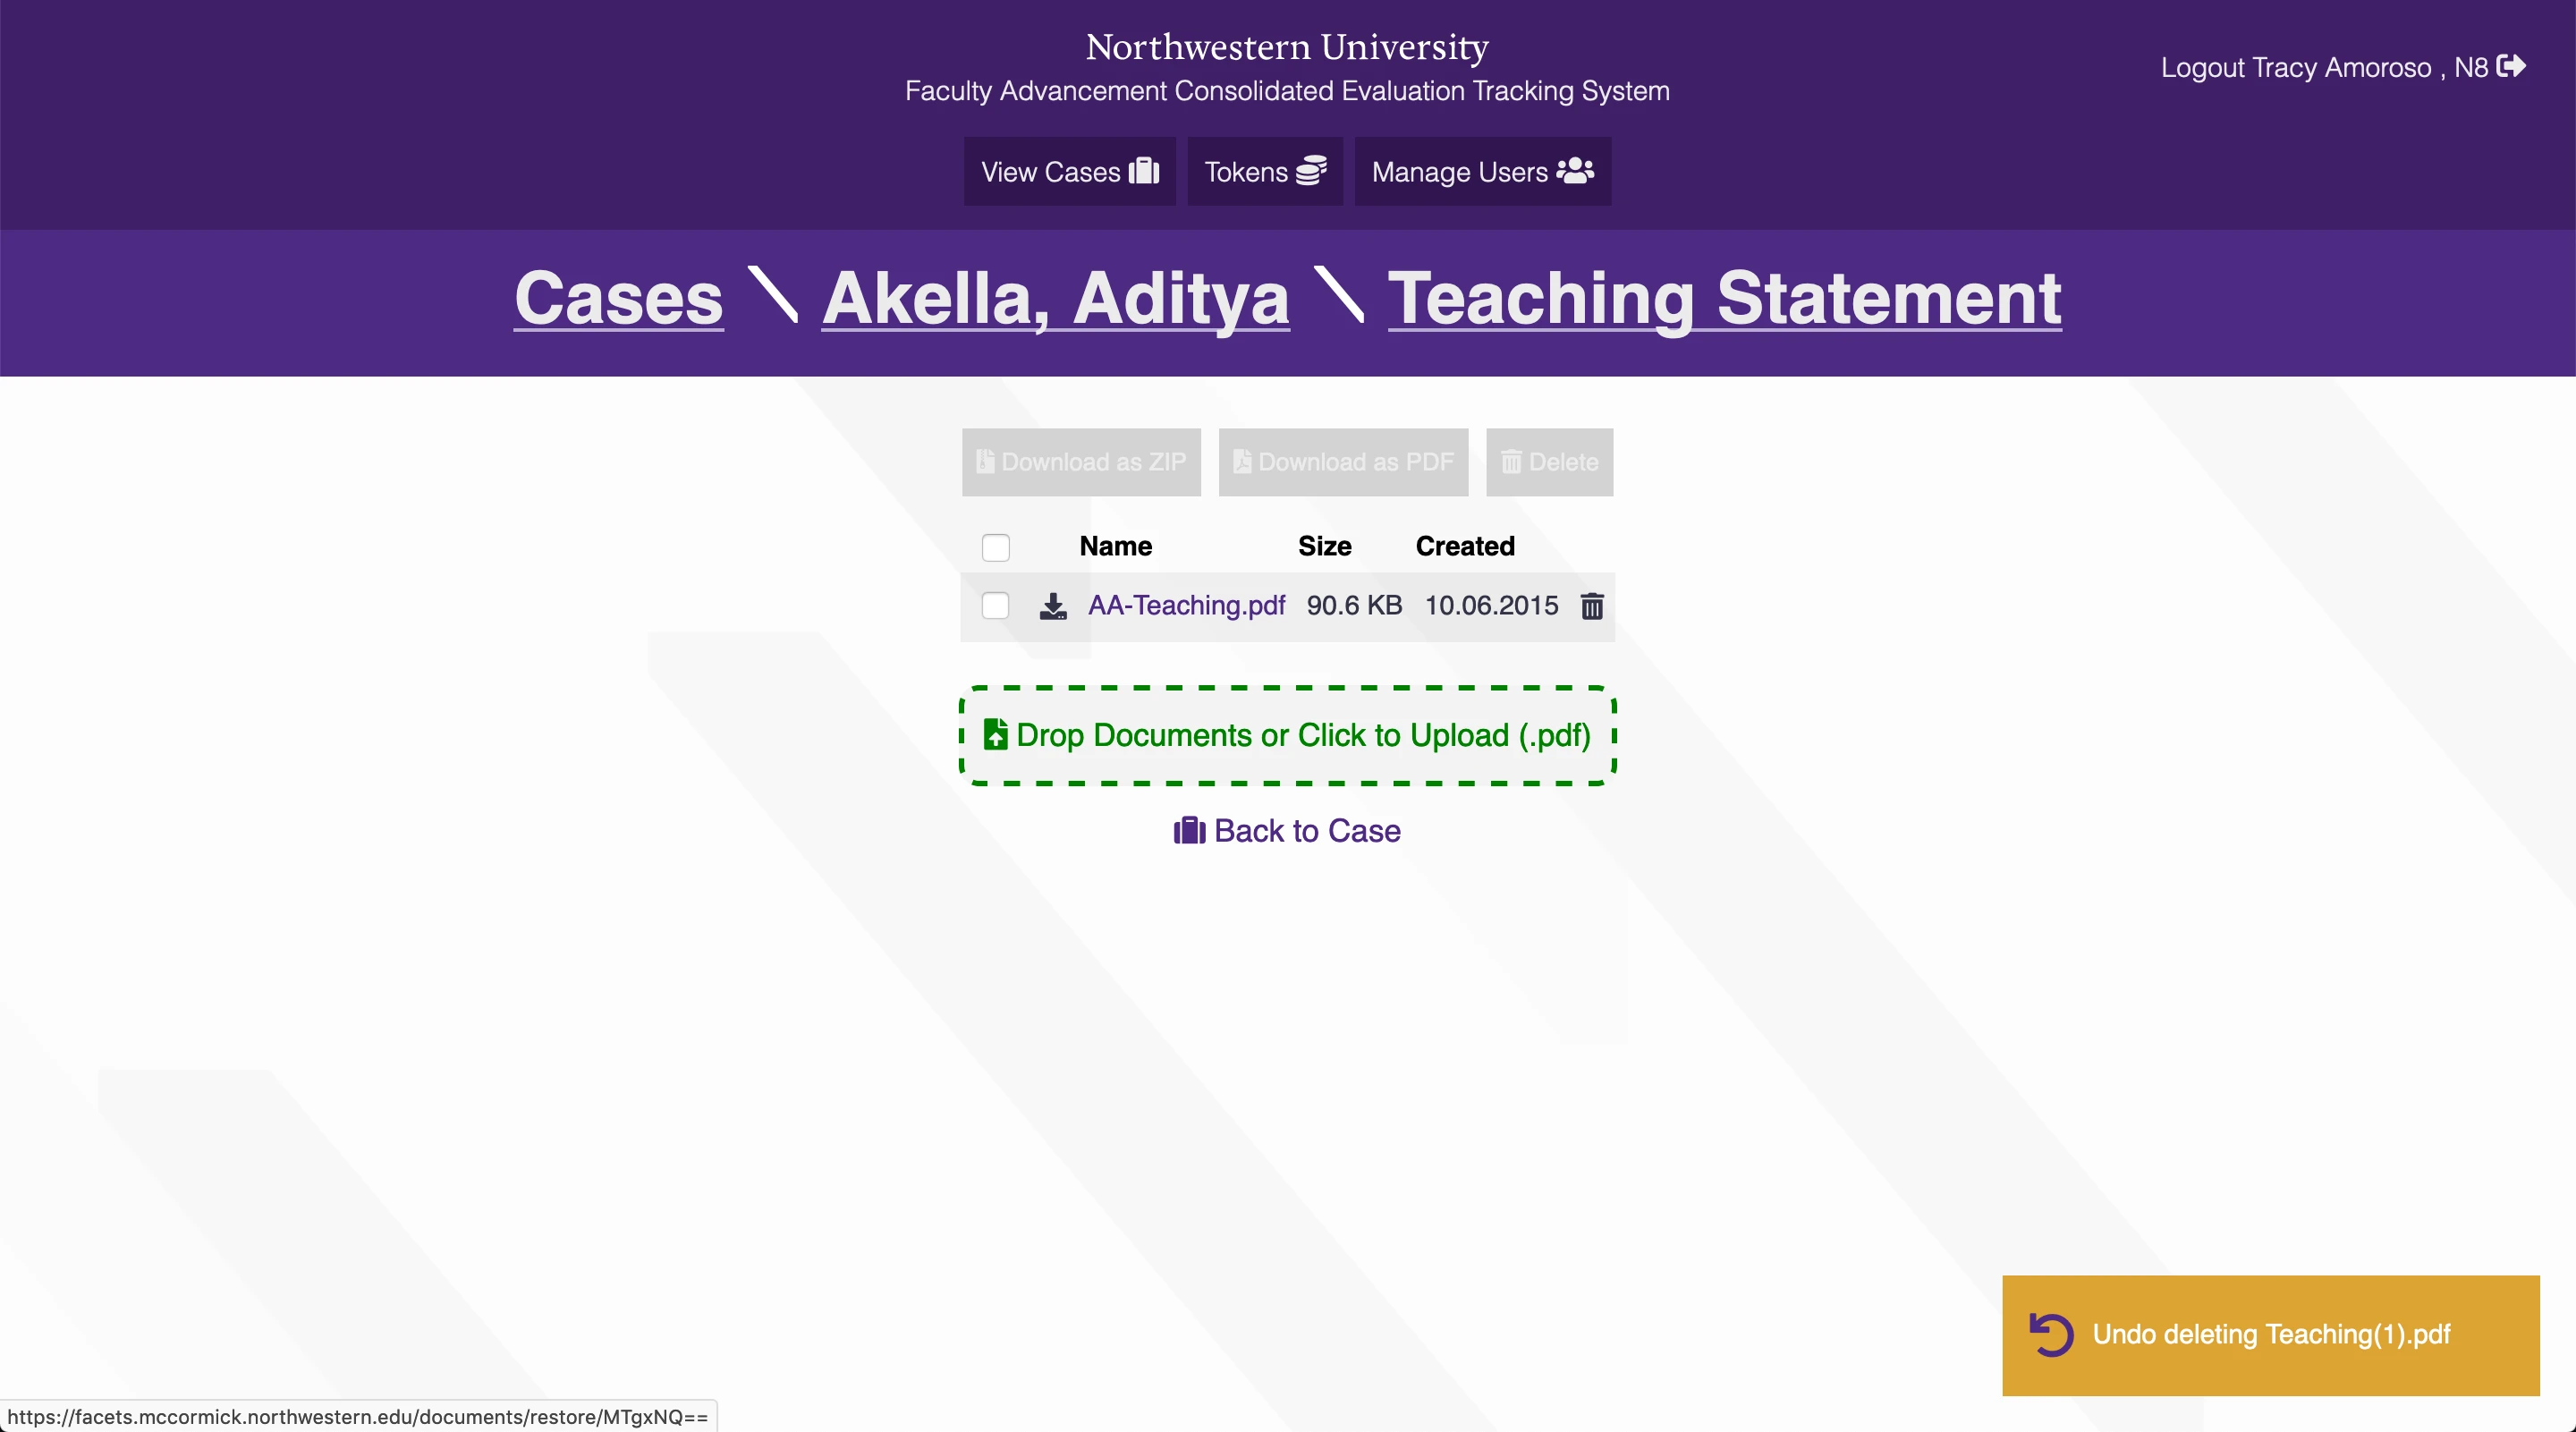 Northwestern University
Logout Tracy Amoroso , N8
Faculty Advancement Consolidated Evaluation Tracking System
View Cases
Tokens
Manage Users
Cases \ Akella, Aditya \ Teaching Statement
Download as ZIP
Download as PDF
Delete
Name Size Created
AA-Teaching.pdf 90.6 KB 10.06.2015
Drop Documents or Click to Upload (.pdf)
Back to Case
Undo deleting Teaching(1).pdf
https://facets.mccormick.northwestern.edu/documents/restore/MTgxNQ==